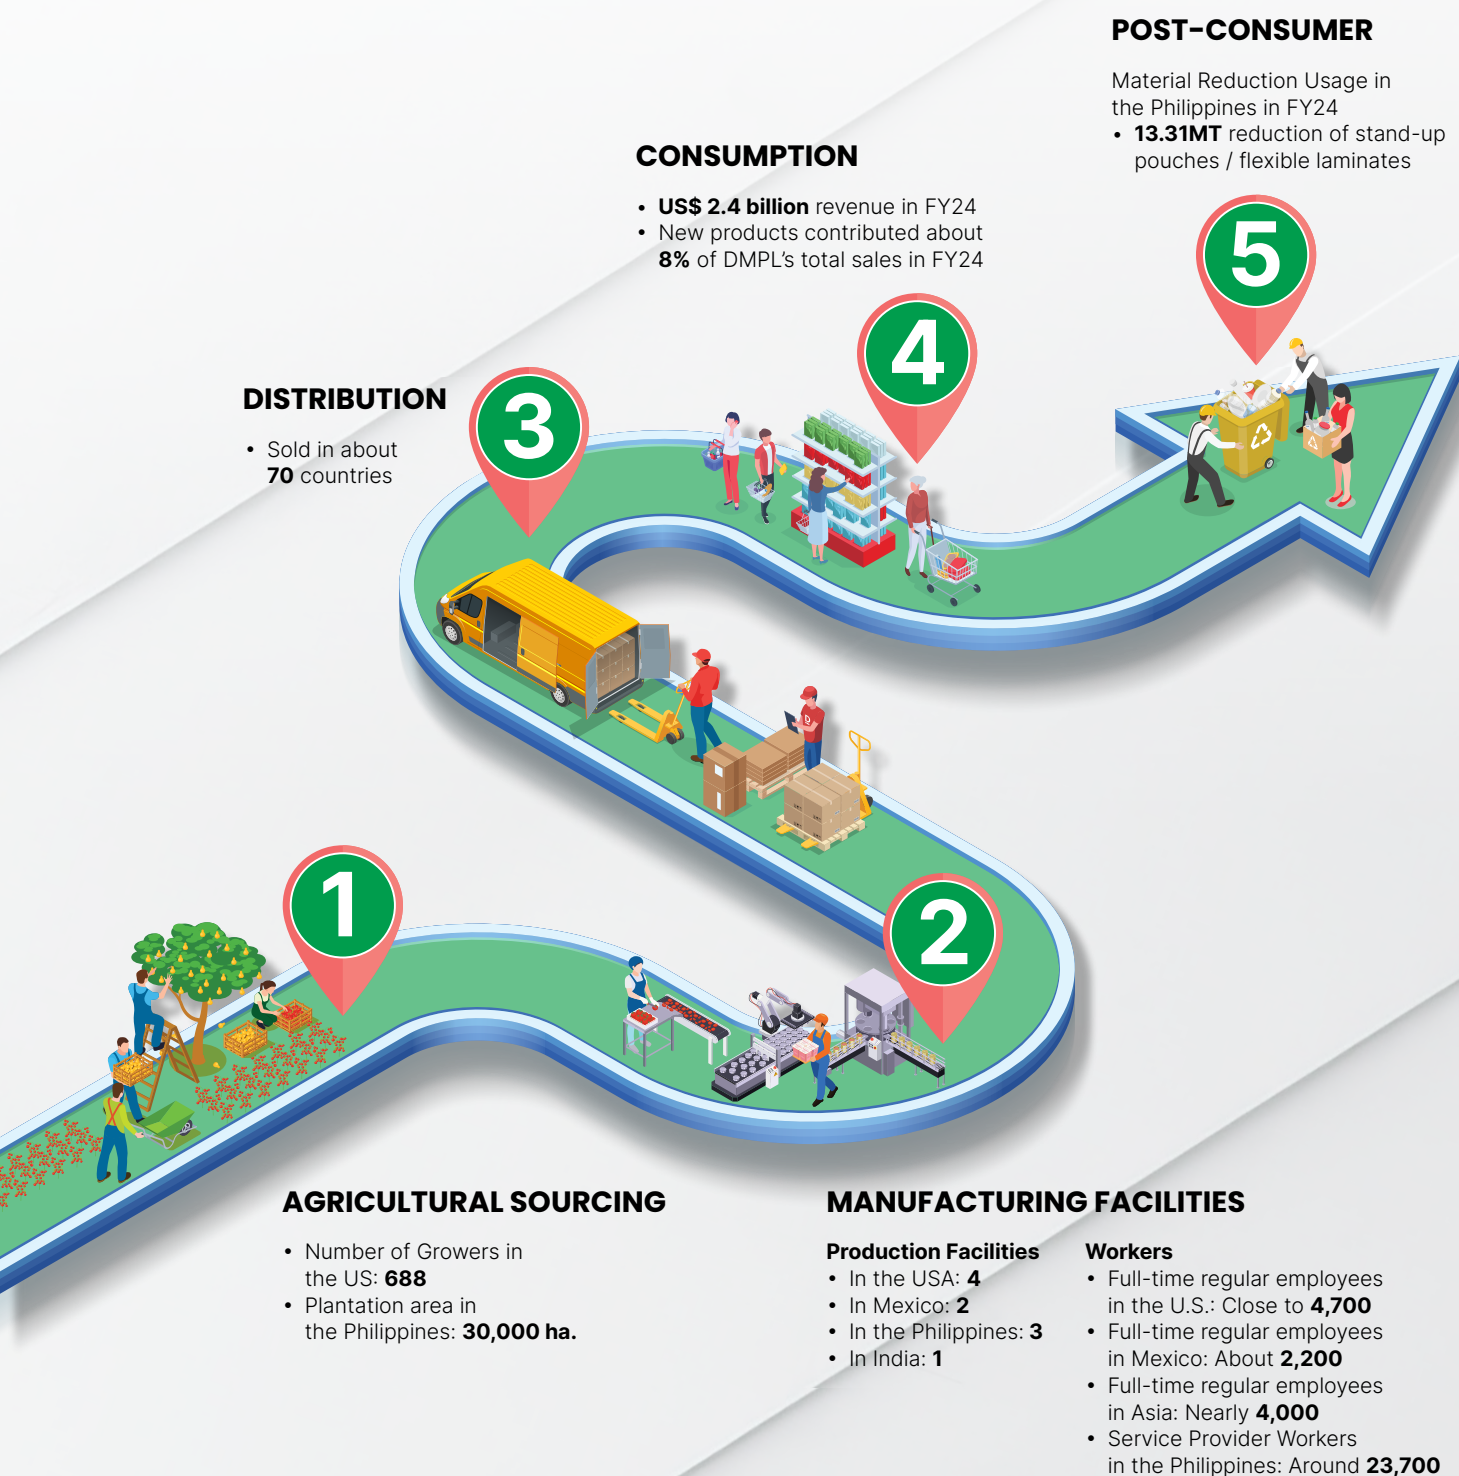 POST-CONSUMER
Material Reduction Usage in
the Philippines in FY24
• 13.31MT reduction of stand-up
pouches / flexible laminates
5
CONSUMPTION
• US$ 2.4 billion revenue in FY24
• New products contributed about
8% of DMPL’s total sales in FY24
4
DISTRIBUTION
• Sold in about
70 countries
3
1
2
AGRICULTURAL SOURCING
• Number of Growers in
the US: 688
• Plantation area in
the Philippines: 30,000 ha.
MANUFACTURING FACILITIES
Production Facilities
• In the USA: 4
• In Mexico: 2
• In the Philippines: 3
• In India: 1
Workers
• Full-time regular employees
in the U.S.: Close to 4,700
• Full-time regular employees
in Mexico: About 2,200
• Full-time regular employees
in Asia: Nearly 4,000
• Service Provider Workers
in the Philippines: Around 23,700